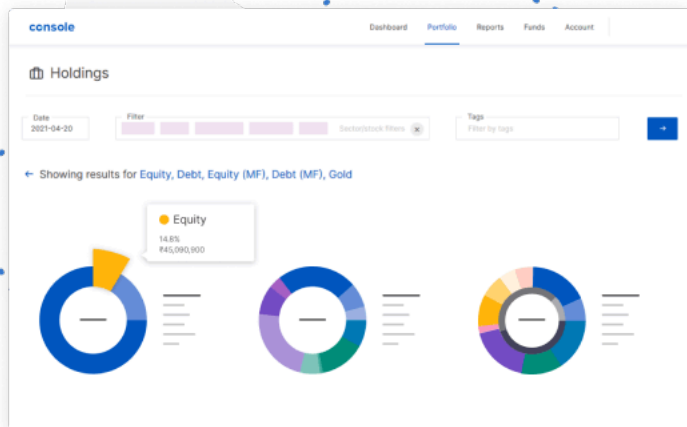 console
Dashboard Portfolio Reports Funds Account
Holdings
Date
2021-04-20
Filter
Sector/stock filters
Tags
Filter by tags
Showing results for Equity, Debt, Equity (MF), Debt (MF), Gold
Equity
14.8%
₹45,090,900